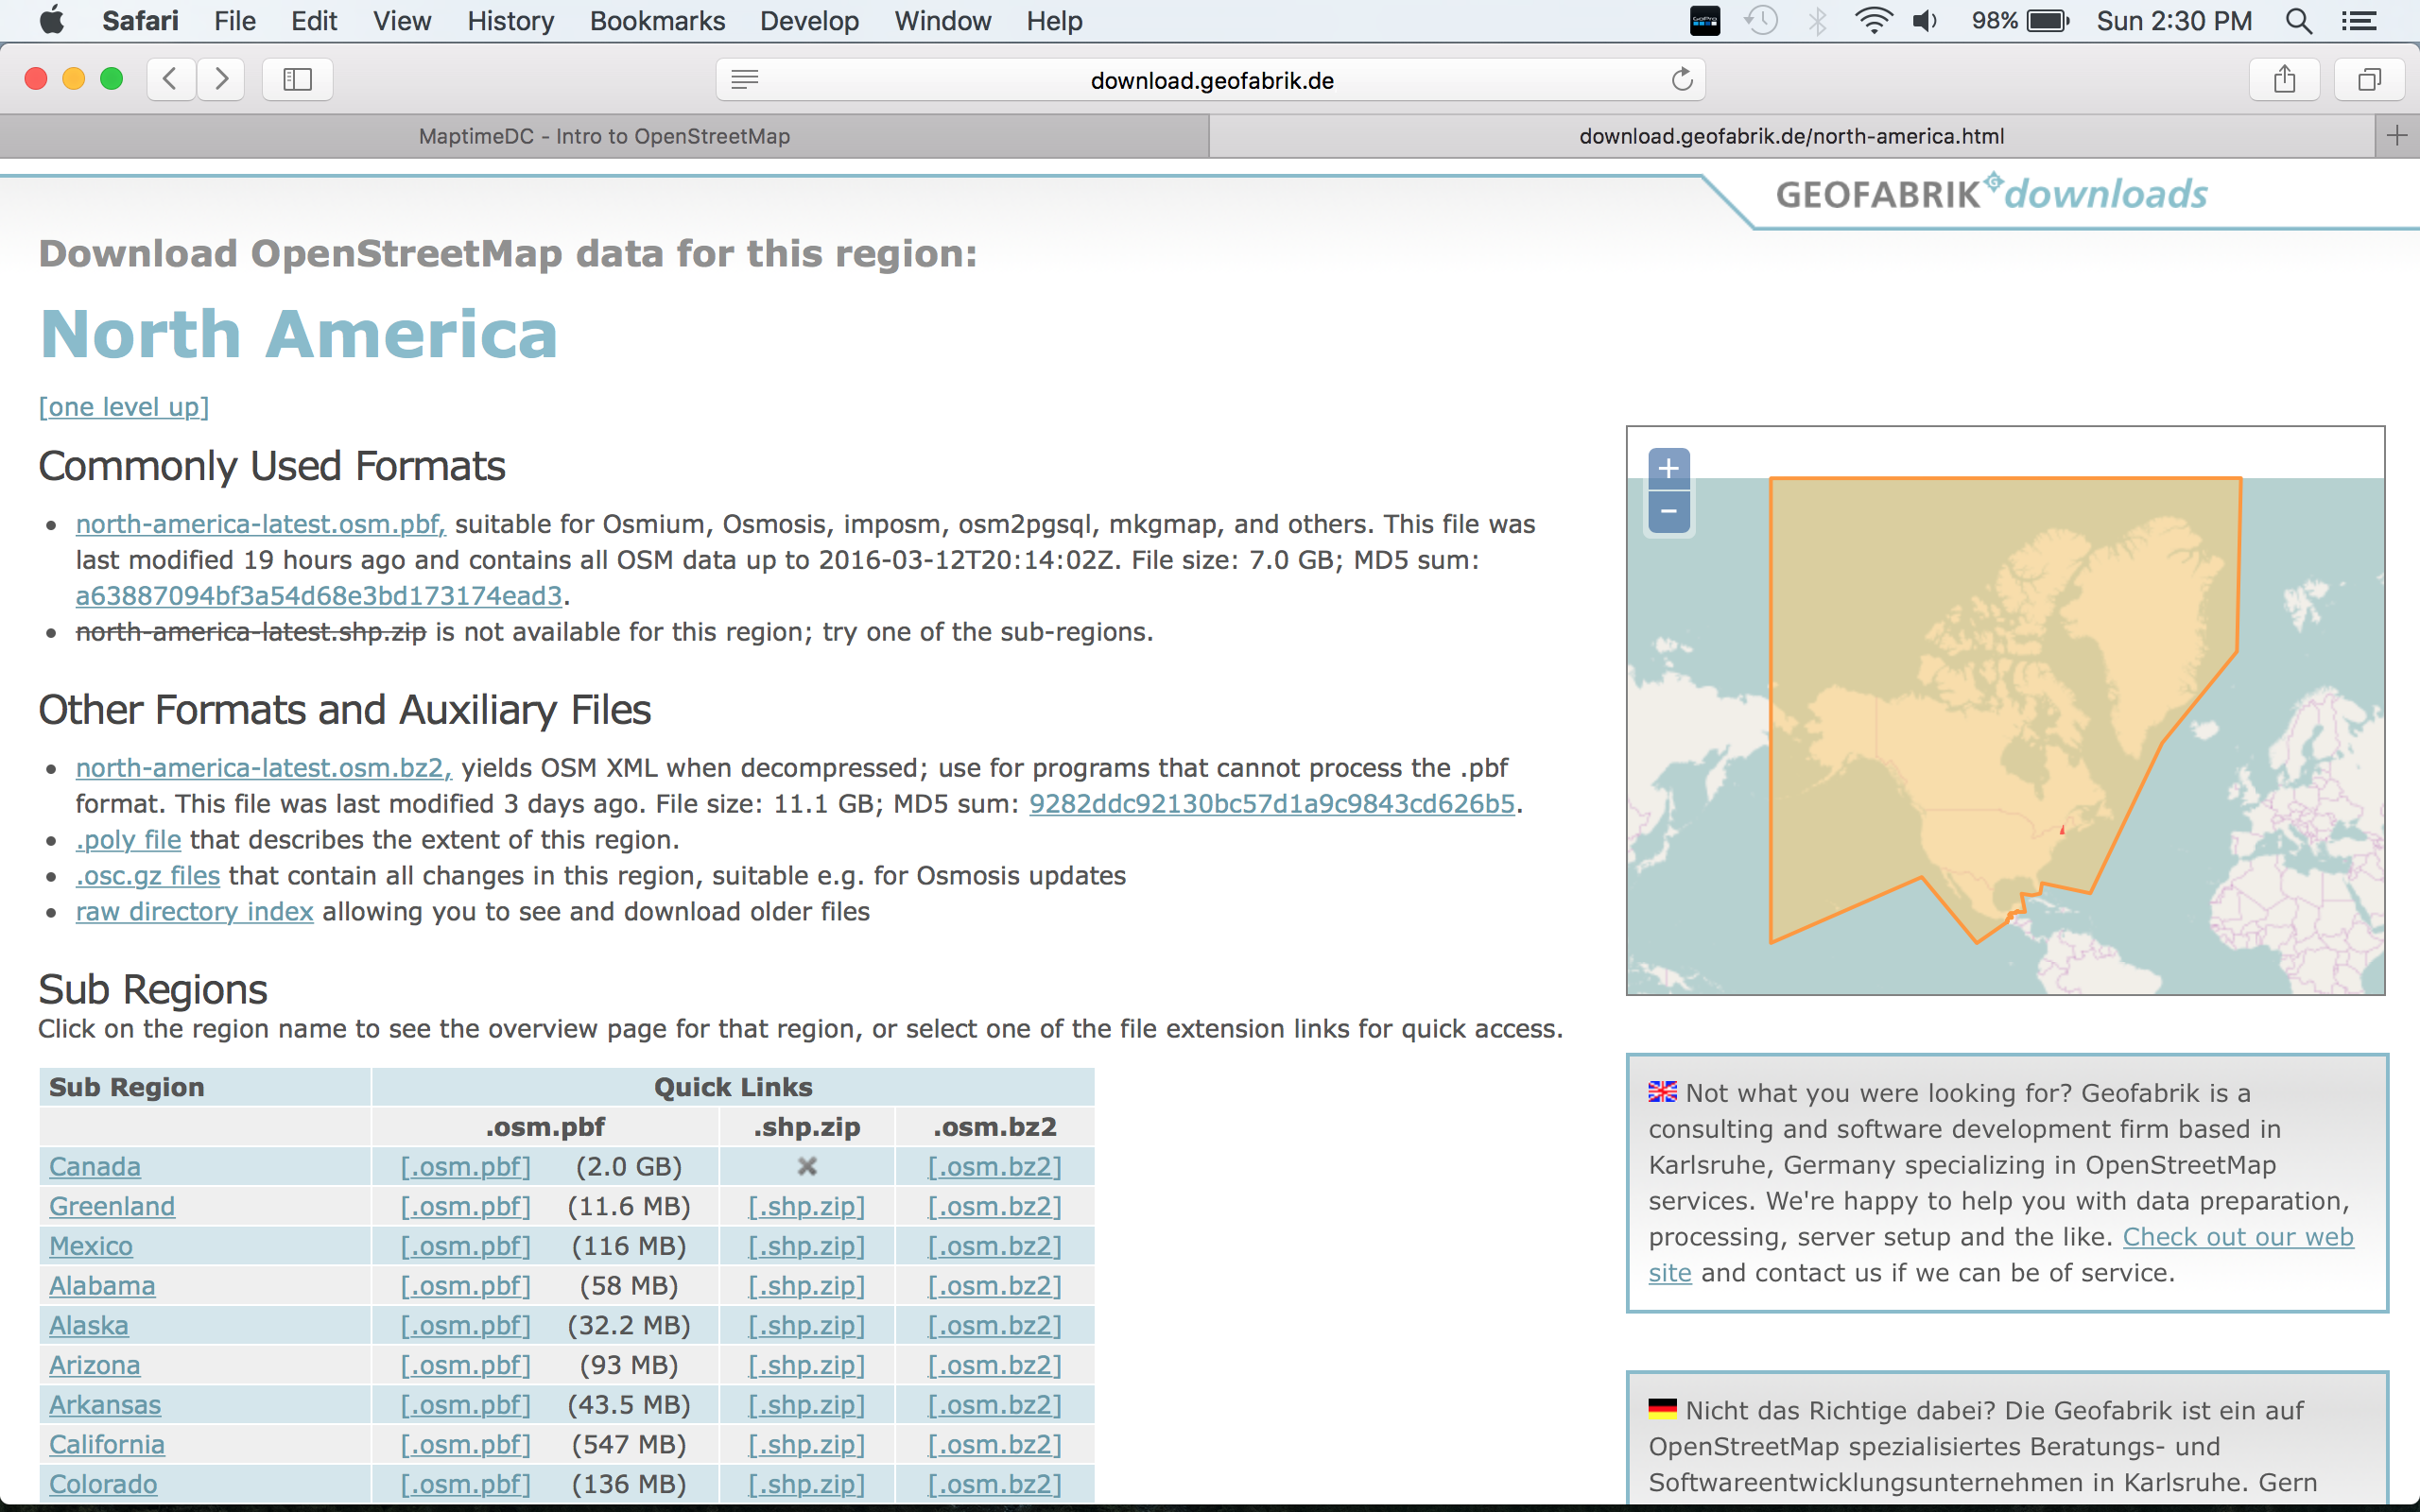 Safari File Edit View History Bookmarks Develop Window Help 98% Sun 2:30 PM
download.geofabrik.de
MaptimeDC - Intro to OpenStreetMap
download.geofabrik.de/north-america.html
GEOFABRIK downloads
Download OpenStreetMap data for this region:
North America
[one level up]
Commonly Used Formats
• north-america-latest.osm.pbf, suitable for Osmium, Osmosis, imposm, osm2pgsql, mkgmap, and others. This file was
last modified 19 hours ago and contains all OSM data up to 2016-03-12T20:14:02Z. File size: 7.0 GB; MD5 sum:
a63887094bf3a54d68e3bd173174ead3.
• north-america-latest.shp.zip is not available for this region; try one of the sub-regions.
Other Formats and Auxiliary Files
• north-america-latest.osm.bz2, yields OSM XML when decompressed; use for programs that cannot process the .pbf
format. This file was last modified 3 days ago. File size: 11.1 GB; MD5 sum: 9282ddc92130bc57d1a9c9843cd626b5.
• .poly file that describes the extent of this region.
• .osc.gz files that contain all changes in this region, suitable e.g. for Osmosis updates
• raw directory index allowing you to see and download older files
Sub Regions
Click on the region name to see the overview page for that region, or select one of the file extension links for quick access.
Sub Region Quick Links
.osm.pbf .shp.zip .osm.bz2
Canada [.osm.pbf] (2.0 GB) ✖ [.osm.bz2]
Greenland [.osm.pbf] (11.6 MB) [.shp.zip] [.osm.bz2]
Mexico [.osm.pbf] (116 MB) [.shp.zip] [.osm.bz2]
Alabama [.osm.pbf] (58 MB) [.shp.zip] [.osm.bz2]
Alaska [.osm.pbf] (32.2 MB) [.shp.zip] [.osm.bz2]
Arizona [.osm.pbf] (93 MB) [.shp.zip] [.osm.bz2]
Arkansas [.osm.pbf] (43.5 MB) [.shp.zip] [.osm.bz2]
California [.osm.pbf] (547 MB) [.shp.zip] [.osm.bz2]
Colorado [.osm.pbf] (136 MB) [.shp.zip] [.osm.bz2]
+
−
Not what you were looking for? Geofabrik is a
consulting and software development firm based in
Karlsruhe, Germany specializing in OpenStreetMap
services. We're happy to help you with data preparation,
processing, server setup and the like. Check out our web
site and contact us if we can be of service.
Nicht das Richtige dabei? Die Geofabrik ist ein auf
OpenStreetMap spezialisiertes Beratungs- und
Softwareentwicklungsunternehmen in Karlsruhe. Gern